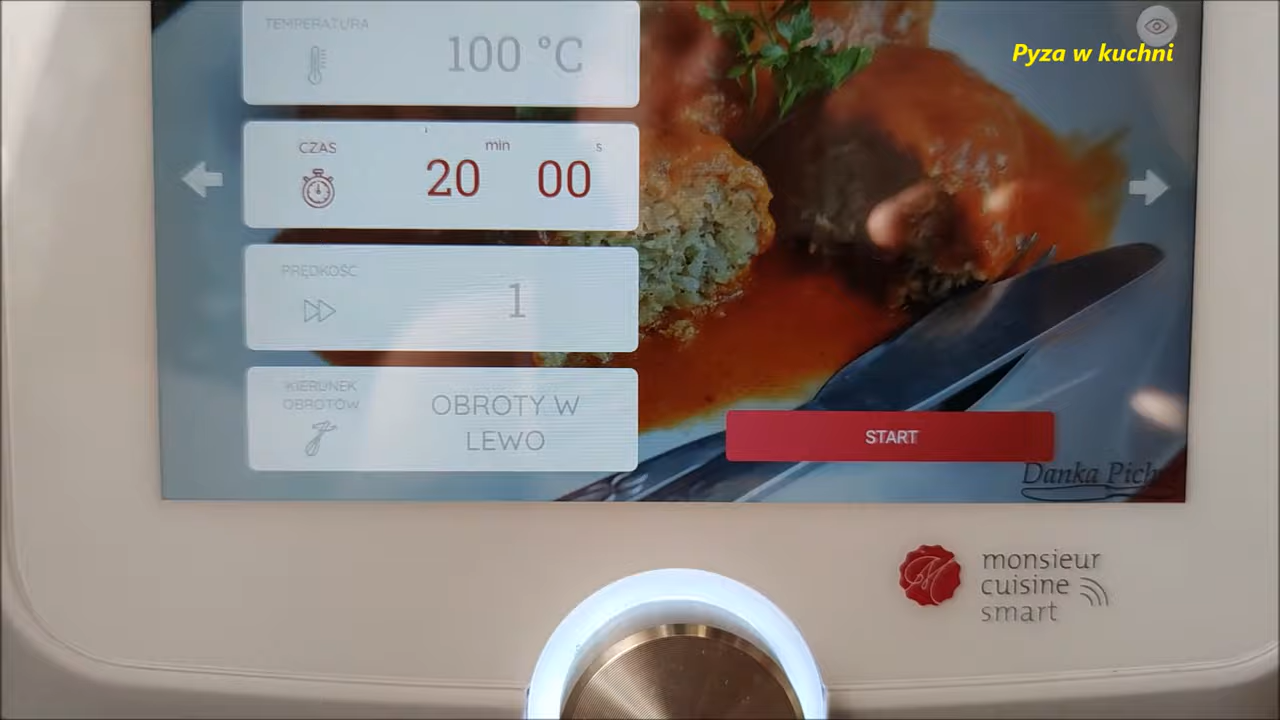 TEMPERATURA
100 °C
Pyza w kuchni
CZAS
20 min 00 s
PRĘDKOŚĆ
1
KIERUNEK
OBROTÓW
OBROTY W
LEWO
START
Danka Pich
monsieur
cuisine
smart